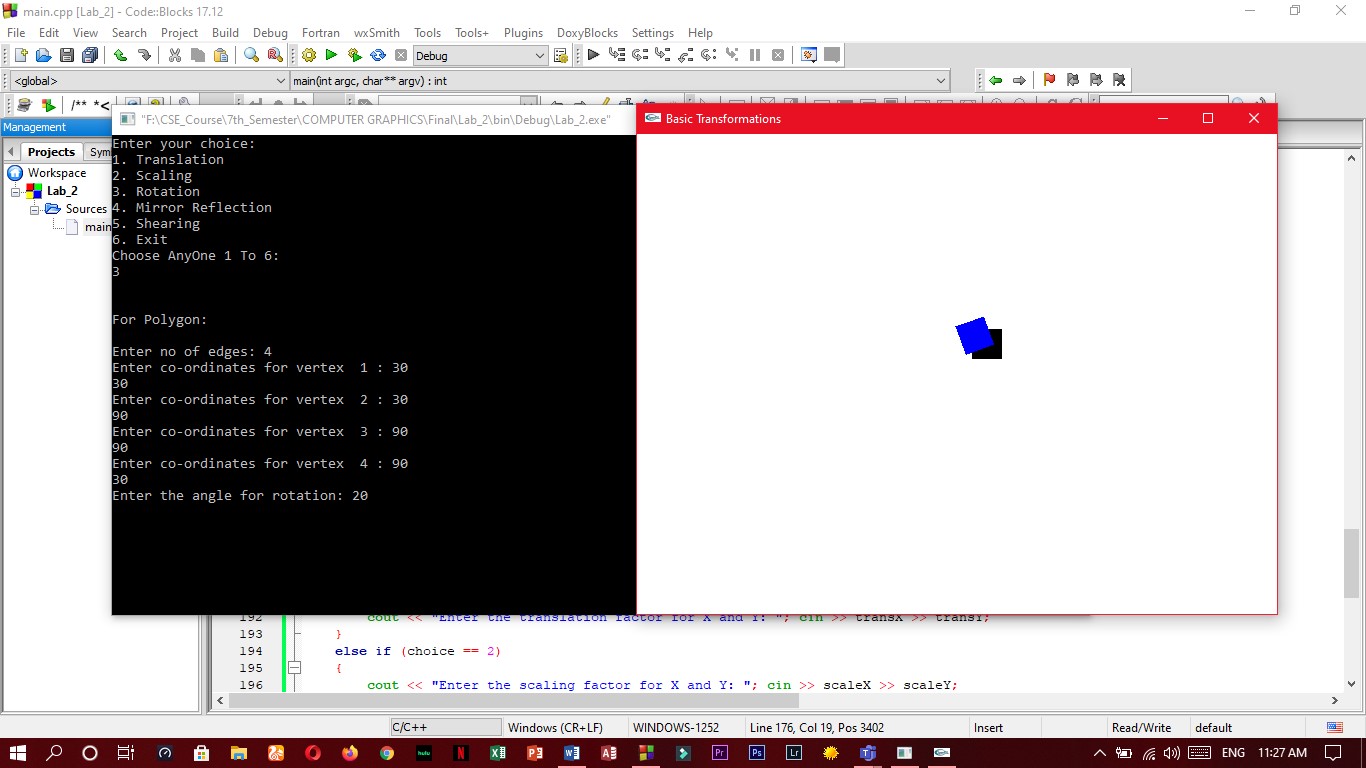 main.cpp [Lab_2] - Code::Blocks 17.12
File Edit View Search Project Build Debug Fortran wxSmith Tools Tools+ Plugins DoxyBlocks Settings Help
Debug
<global> main(int argc, char** argv) : int
/** *<
Management
Projects Sym
Workspace
Lab_2
Sources
main
"F:\CSE_Course\7th_Semester\COMPUTER GRAPHICS\Final\Lab_2\bin\Debug\Lab_2.exe"
Enter your choice:
1. Translation
2. Scaling
3. Rotation
4. Mirror Reflection
5. Shearing
6. Exit
Choose AnyOne 1 To 6:
3
For Polygon:
Enter no of edges: 4
Enter co-ordinates for vertex  1 : 30
30
Enter co-ordinates for vertex  2 : 30
90
Enter co-ordinates for vertex  3 : 90
90
Enter co-ordinates for vertex  4 : 90
30
Enter the angle for rotation: 20
Basic Transformations
192 cout << "Enter the translation factor for X and Y: "; cin >> transX >> transY;
193 }
194 else if (choice == 2)
195 {
196 cout << "Enter the scaling factor for X and Y: "; cin >> scaleX >> scaleY;
C/C++ Windows (CR+LF) WINDOWS-1252 Line 176, Col 19, Pos 3402 Insert Read/Write default
hulu N Pr Ps Lr ENG 11:27 AM